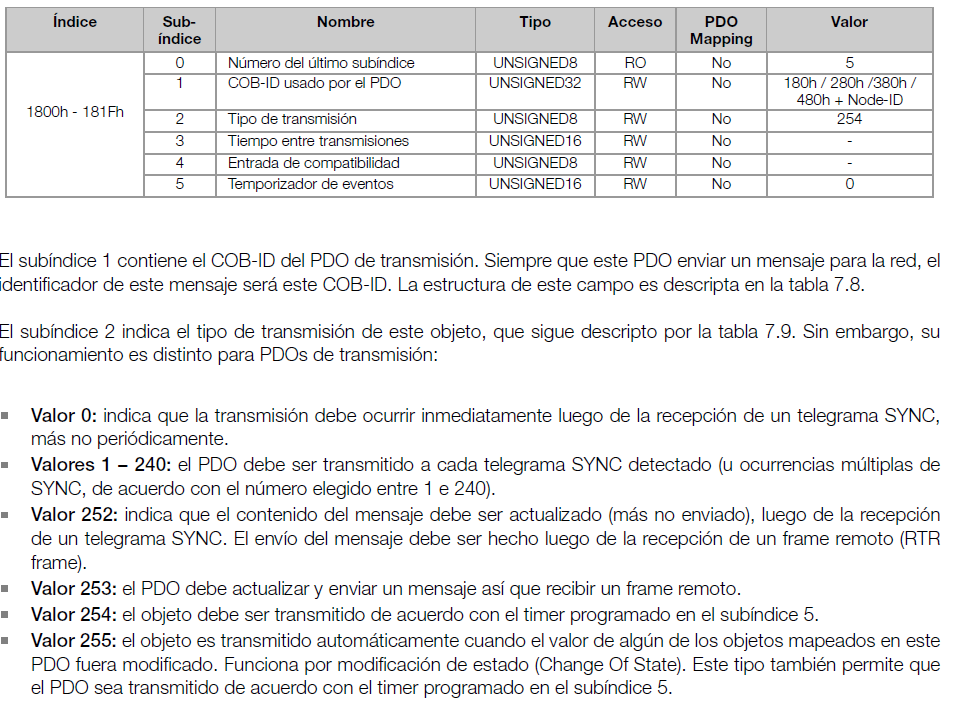 Índice Sub-índice Nombre Tipo Acceso PDO Mapping Valor
1800h - 181Fh
0 Número del último subíndice UNSIGNED8 RO No 5
1 COB-ID usado por el PDO UNSIGNED32 RW No 180h / 280h /380h / 480h + Node-ID
2 Tipo de transmisión UNSIGNED8 RW No 254
3 Tiempo entre transmisiones UNSIGNED16 RW No -
4 Entrada de compatibilidad UNSIGNED8 RW No -
5 Temporizador de eventos UNSIGNED16 RW No 0
El subíndice 1 contiene el COB-ID del PDO de transmisión. Siempre que este PDO enviar un mensaje para la red, el
identificador de este mensaje será este COB-ID. La estructura de este campo es descripta en la tabla 7.8.
El subíndice 2 indica el tipo de transmisión de este objeto, que sigue descripto por la tabla 7.9. Sin embargo, su
funcionamiento es distinto para PDOs de transmisión:
▪ Valor 0: indica que la transmisión debe ocurrir inmediatamente luego de la recepción de un telegrama SYNC,
más no periódicamente.
▪ Valores 1 – 240: el PDO debe ser transmitido a cada telegrama SYNC detectado (u ocurrencias múltiplas de
SYNC, de acuerdo con el número elegido entre 1 e 240).
▪ Valor 252: indica que el contenido del mensaje debe ser actualizado (más no enviado), luego de la recepción
de un telegrama SYNC. El envío del mensaje debe ser hecho luego de la recepción de un frame remoto (RTR
frame).
▪ Valor 253: el PDO debe actualizar y enviar un mensaje así que recibir un frame remoto.
▪ Valor 254: el objeto debe ser transmitido de acuerdo con el timer programado en el subíndice 5.
▪ Valor 255: el objeto es transmitido automáticamente cuando el valor de algún de los objetos mapeados en este
PDO fuera modificado. Funciona por modificación de estado (Change Of State). Este tipo también permite que
el PDO sea transmitido de acuerdo con el timer programado en el subíndice 5.